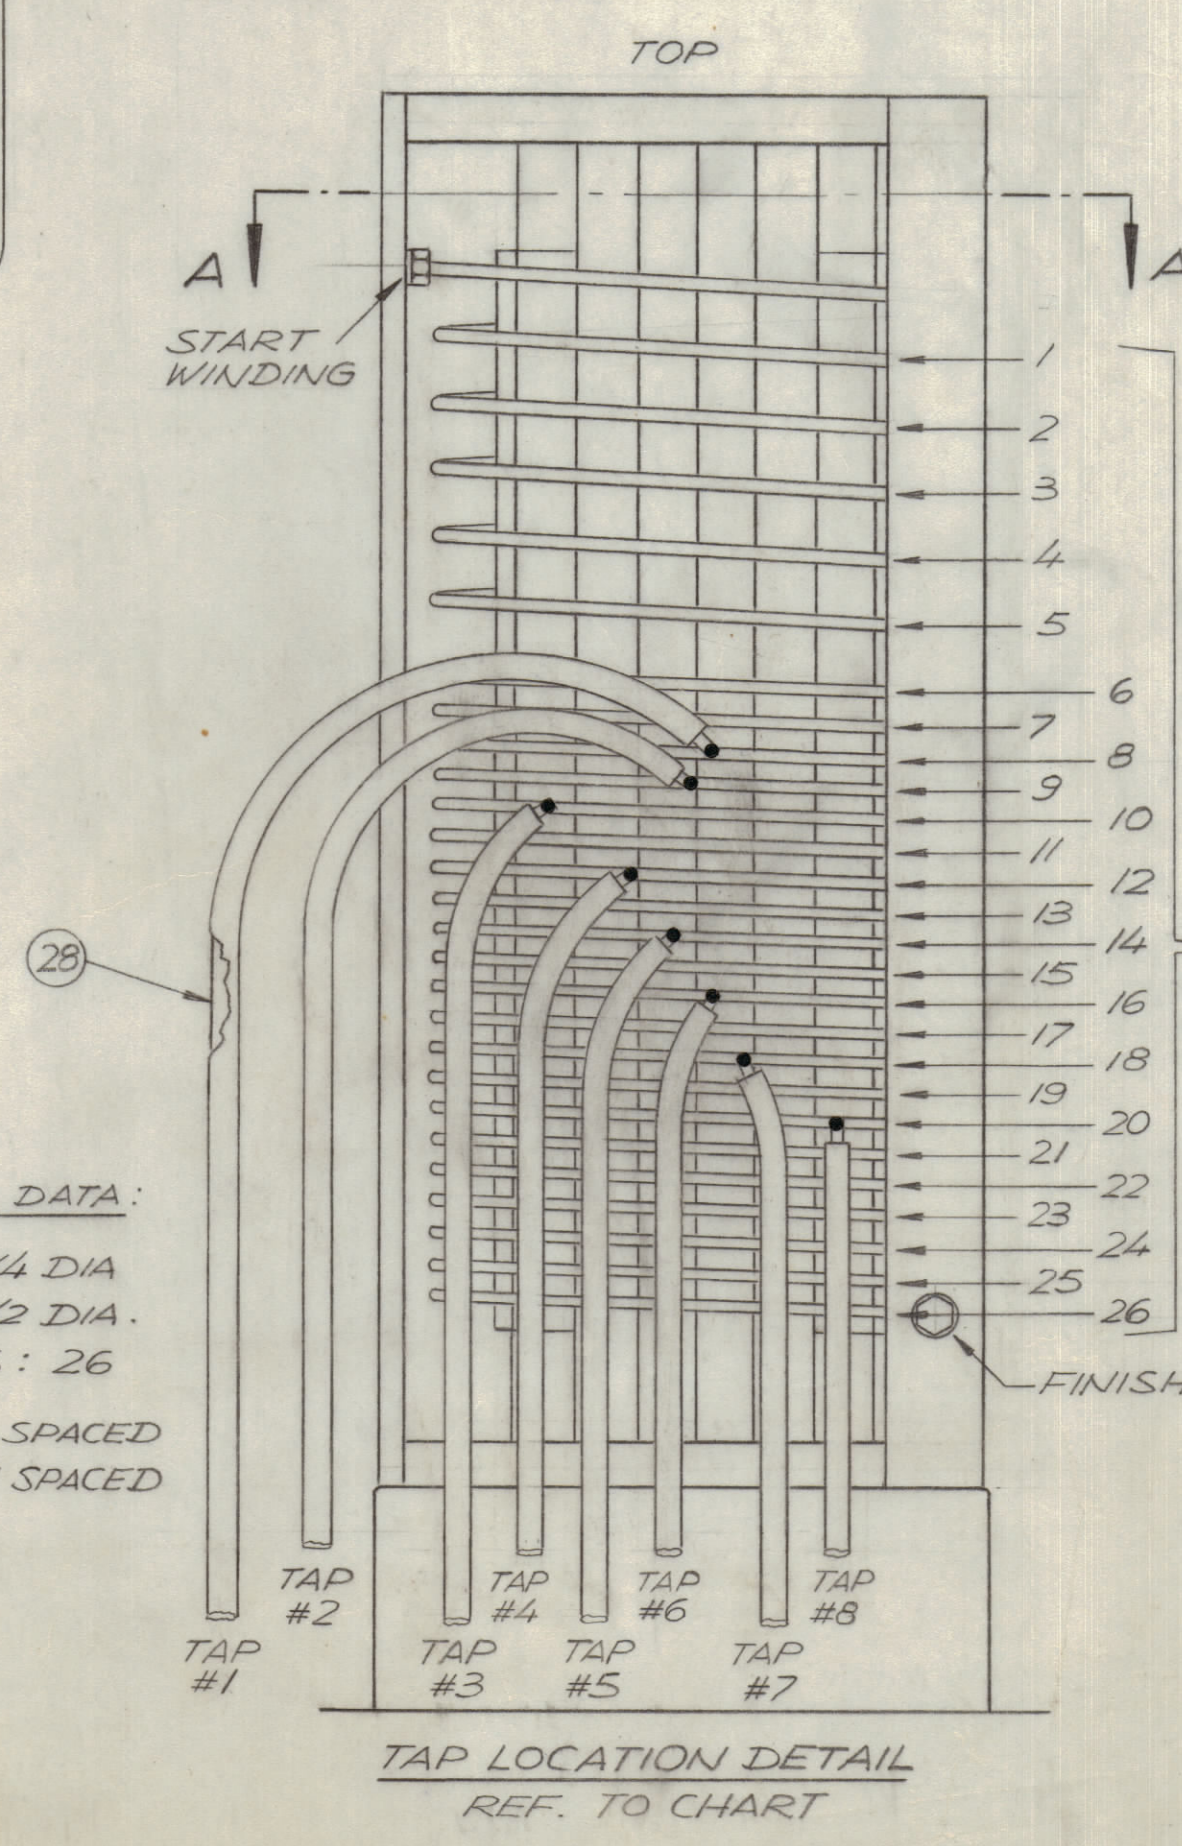 TOP
A
A
START
WINDING
1
2
3
4
5
6
7
8
9
10
11
12
13
14
15
16
17
18
19
20
21
22
23
24
25
26
FINISH
28
DATA:
/4 DIA
/2 DIA.
: 26
SPACED
SPACED
TAP
#1
TAP
#2
TAP
#3
TAP
#4
TAP
#5
TAP
#6
TAP
#7
TAP
#8
TAP LOCATION DETAIL
REF. TO CHART